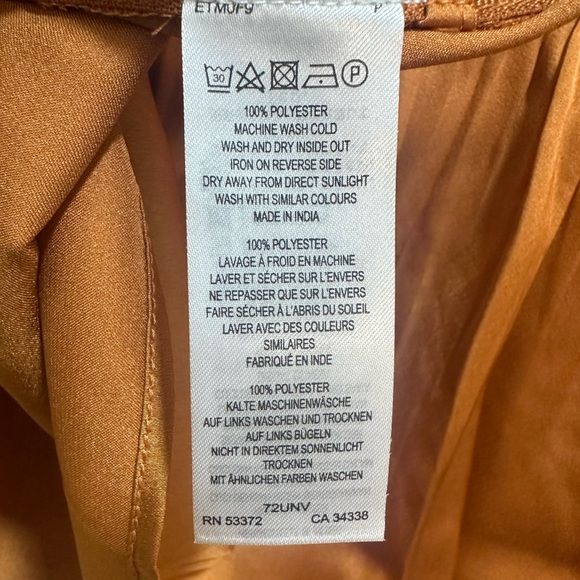 ETM0F9 P
30 P
100% POLYESTER
MACHINE WASH COLD
WASH AND DRY INSIDE OUT
IRON ON REVERSE SIDE
DRY AWAY FROM DIRECT SUNLIGHT
WASH WITH SIMILAR COLOURS
MADE IN INDIA
100% POLYESTER
LAVAGE À FROID EN MACHINE
LAVER ET SÉCHER SUR L'ENVERS
NE REPASSER QUE SUR L'ENVERS
FAIRE SÉCHER À L'ABRIS DU SOLEIL
LAVER AVEC DES COULEURS
SIMILAIRES
FABRIQUÉ EN INDE
100% POLYESTER
KALTE MASCHINENWÄSCHE
AUF LINKS WASCHEN UND TROCKNEN
AUF LINKS BÜGELN
NICHT IN DIREKTEM SONNENLICHT
TROCKNEN
MIT ÄHNLICHEN FARBEN WASCHEN
72UNV
RN 53372 CA 34338